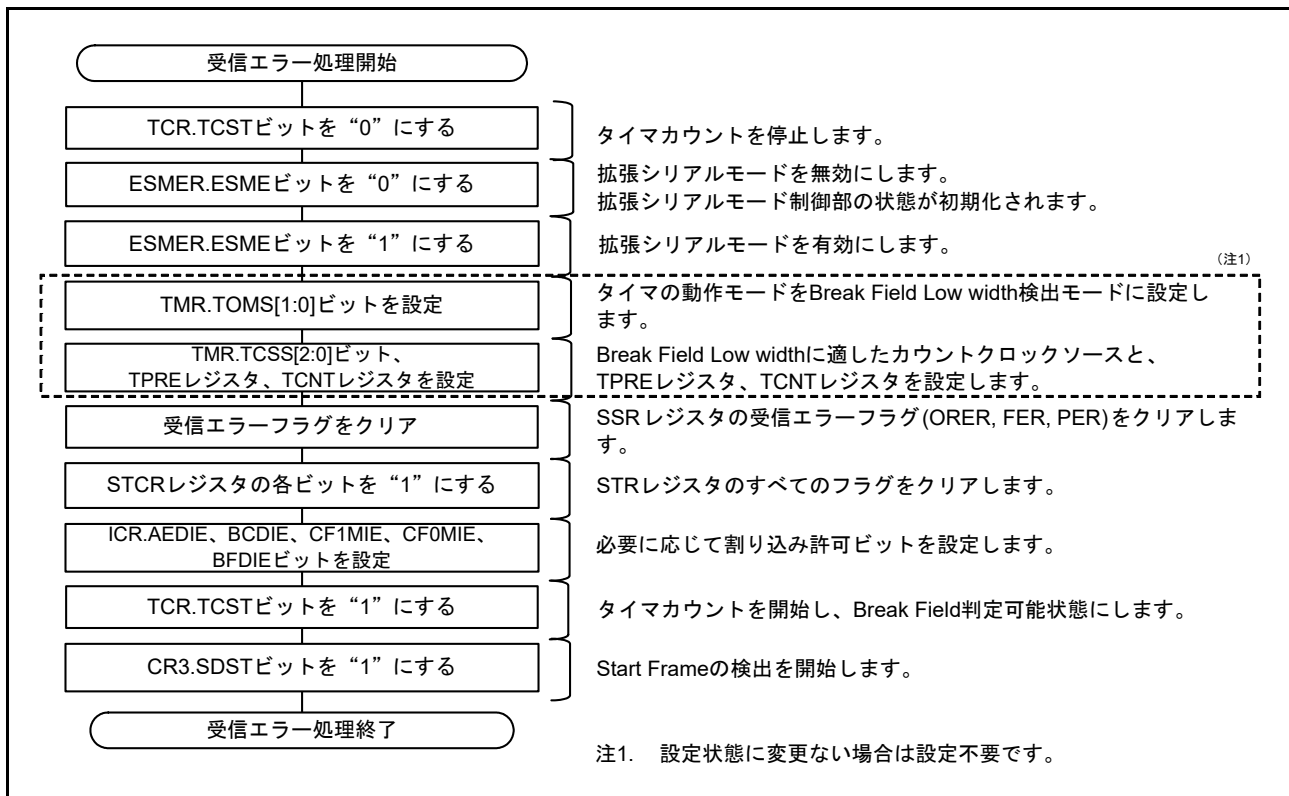 受信エラー処理開始
TCR.TCSTビットを“0”にする
タイマカウントを停止します。
ESMER.ESMEビットを“0”にする
拡張シリアルモードを無効にします。
拡張シリアルモード制御部の状態が初期化されます。
ESMER.ESMEビットを“1”にする
拡張シリアルモードを有効にします。
（注1）
TMR.TOMS[1:0]ビットを設定
タイマの動作モードをBreak Field Low width検出モードに設定し
ます。
TMR.TCSS[2:0]ビット、
TPREレジスタ、TCNTレジスタを設定
Break Field Low widthに適したカウントクロックソースと、
TPREレジスタ、TCNTレジスタを設定します。
受信エラーフラグをクリア
SSRレジスタの受信エラーフラグ(ORER, FER, PER)をクリアしま
す。
STCRレジスタの各ビットを“1”にする
STRレジスタのすべてのフラグをクリアします。
ICR.AEDIE、BCDIE、CF1MIE、CF0MIE、
BFDIEビットを設定
必要に応じて割り込み許可ビットを設定します。
TCR.TCSTビットを“1”にする
タイマカウントを開始し、Break Field判定可能状態にします。
CR3.SDSTビットを“1”にする
Start Frameの検出を開始します。
受信エラー処理終了
注1. 設定状態に変更ない場合は設定不要です。